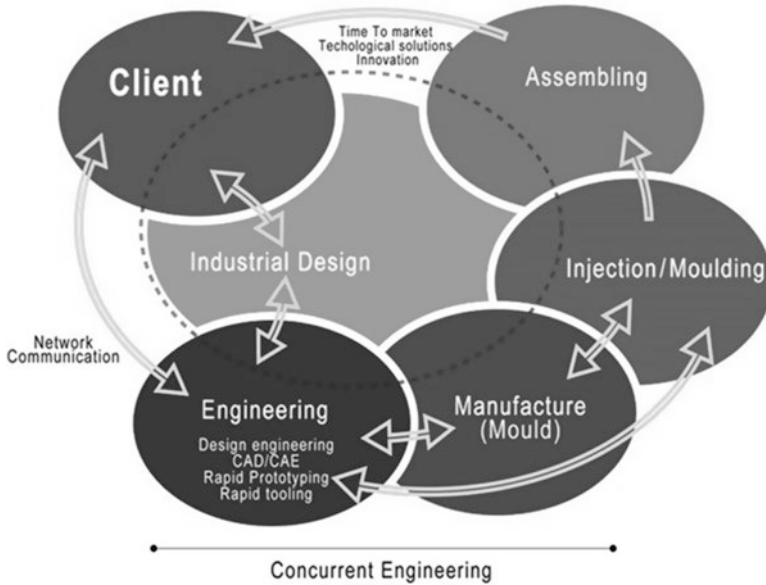 Time To market
Techological solutions
Innovation
Client
Assembling
Industrial Design
Injection/Moulding
Network
Communication
Engineering
Design engineering
CAD/CAE
Rapid Prototyping
Rapid tooling
Manufacture
(Mould)
Concurrent Engineering